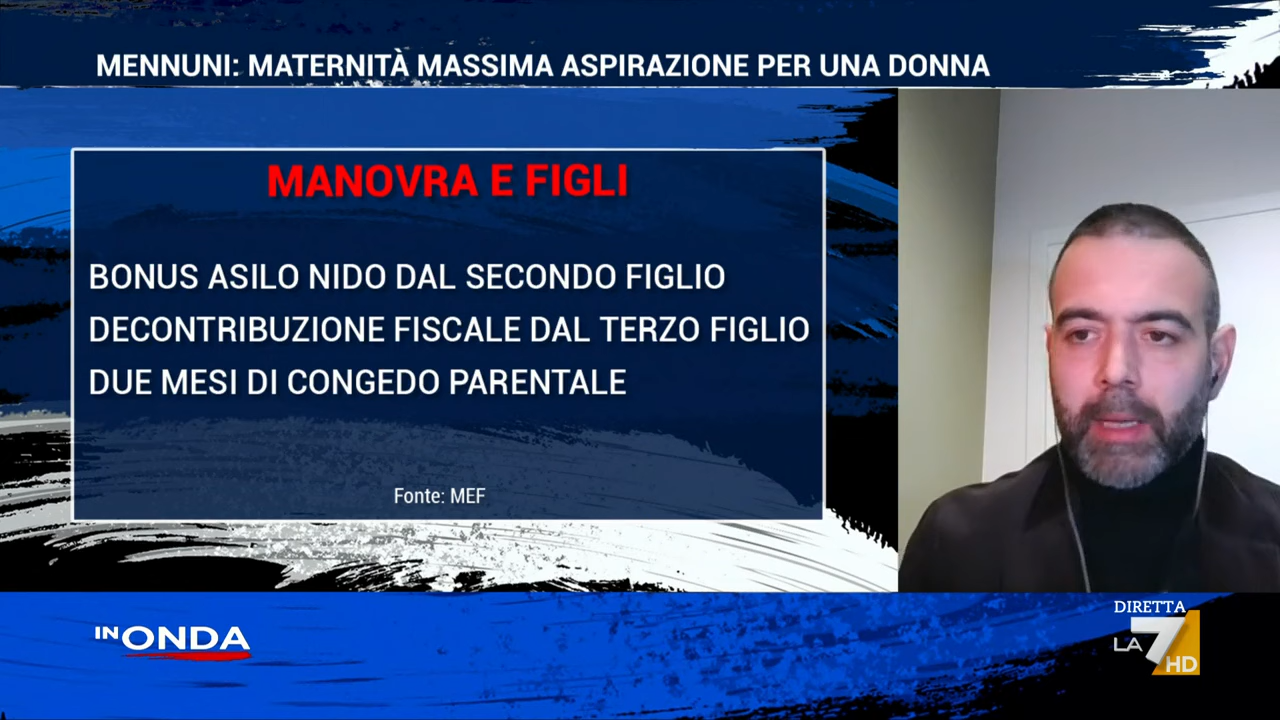 MENNUNI: MATERNITÀ MASSIMA ASPIRAZIONE PER UNA DONNA
MANOVRA E FIGLI
BONUS ASILO NIDO DAL SECONDO FIGLIO
DECONTRIBUZIONE FISCALE DAL TERZO FIGLIO
DUE MESI DI CONGEDO PARENTALE
Fonte: MEF
IN ONDA
DIRETTA
LA 7 HD